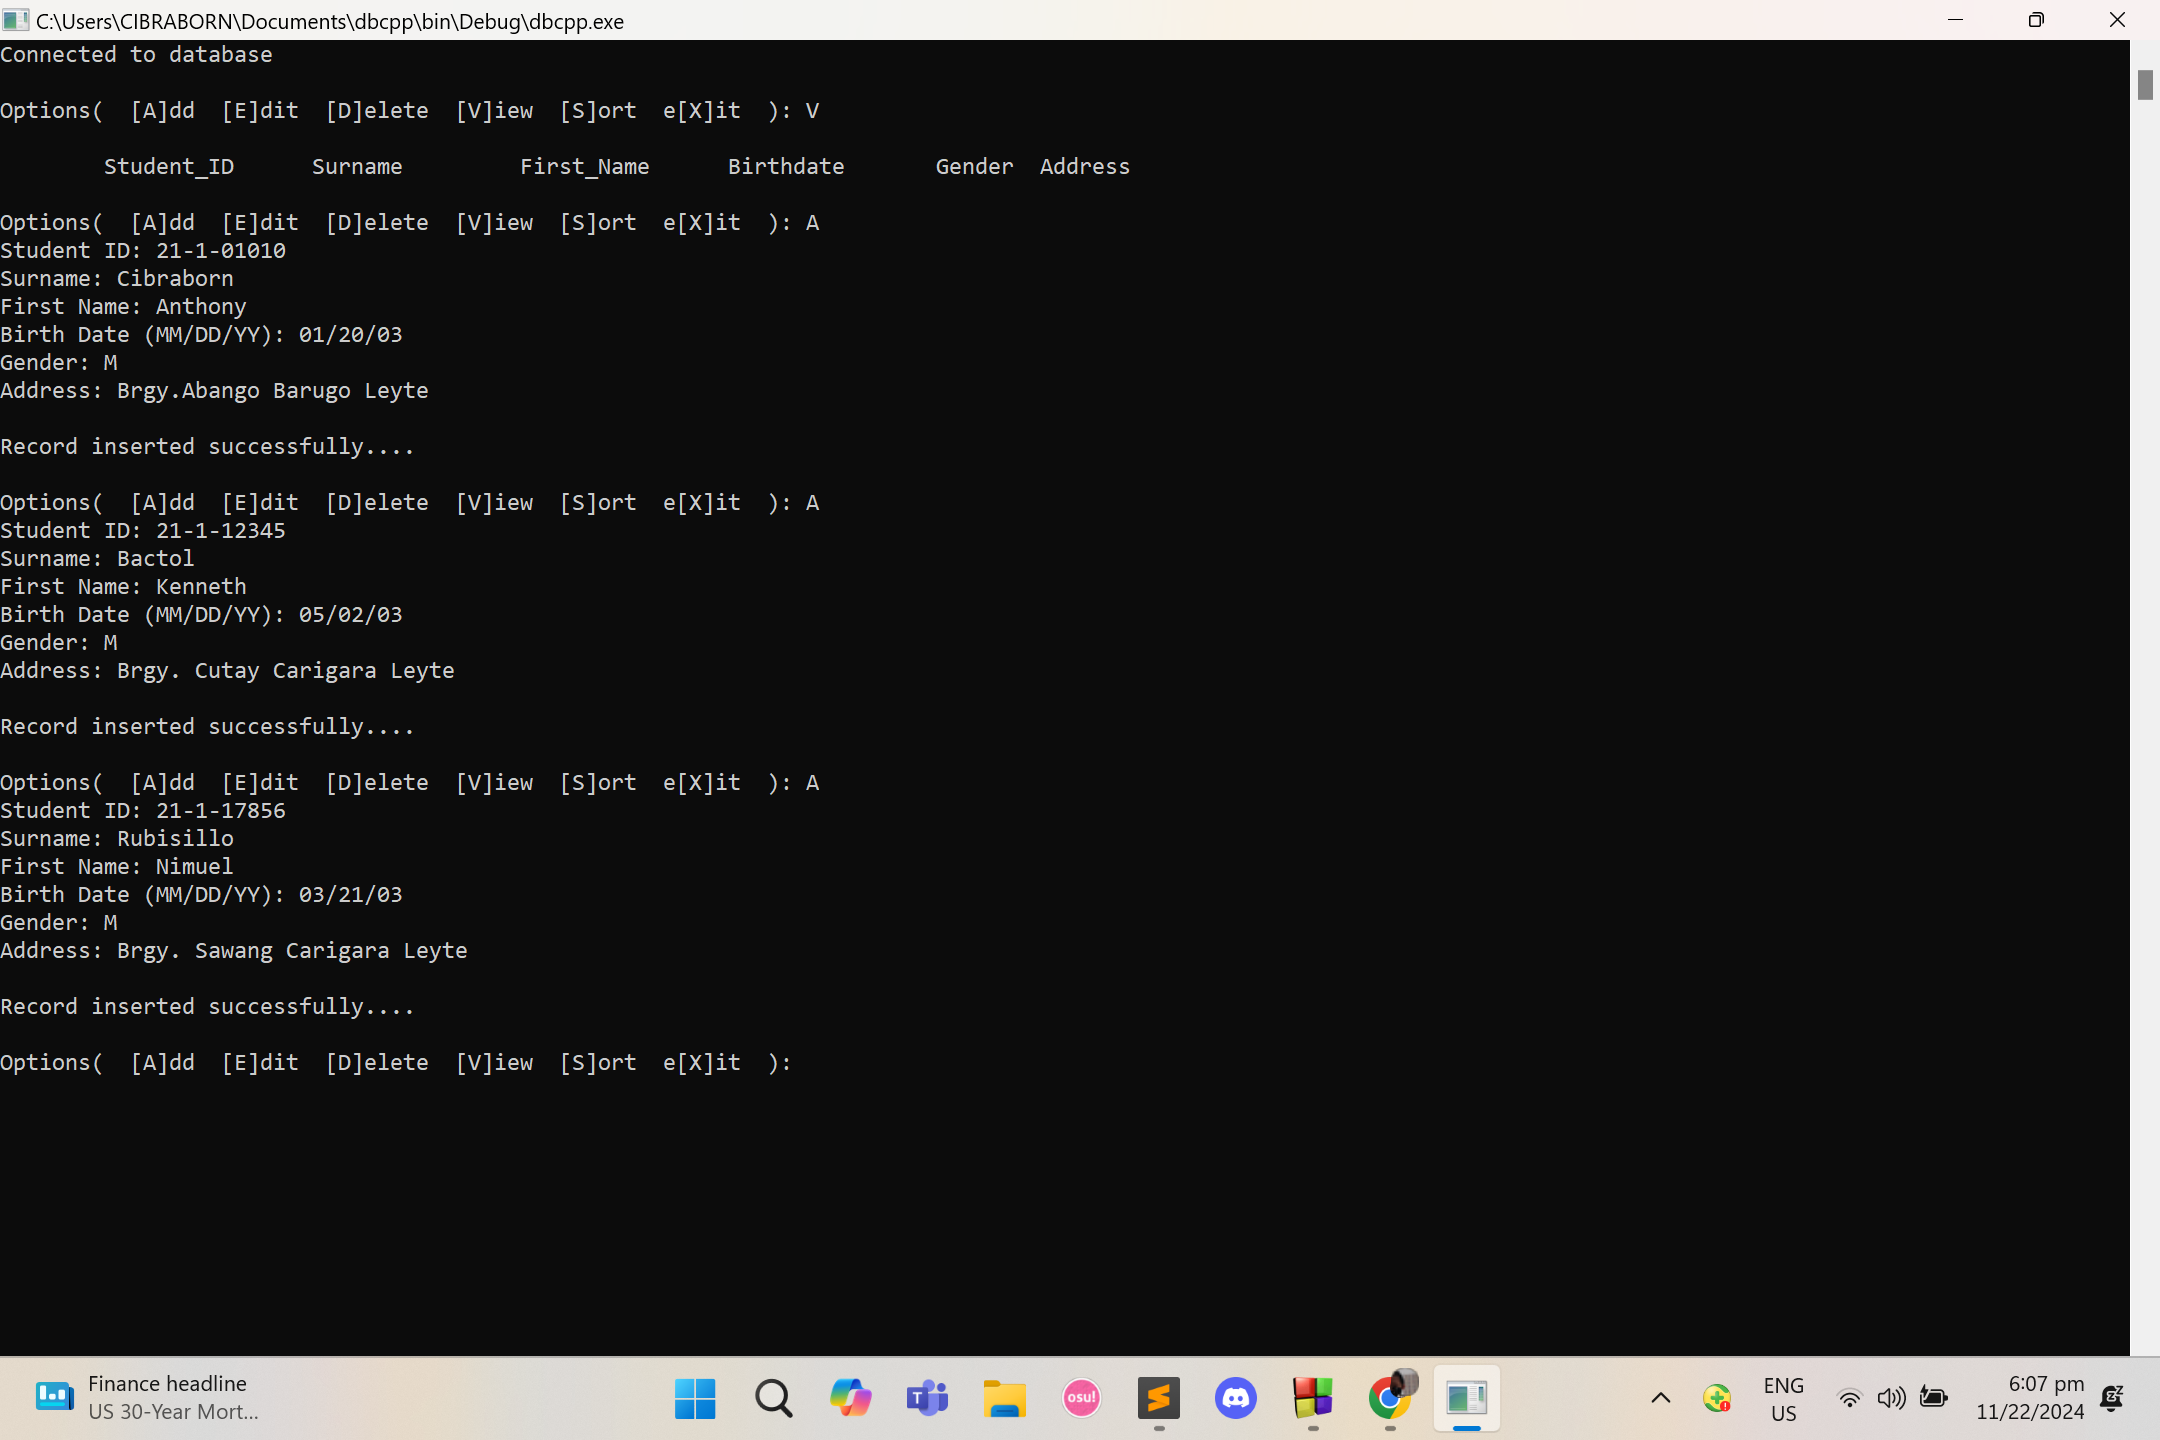 C:\Users\CIBRABORN\Documents\dbcpp\bin\Debug\dbcpp.exe
Connected to database
Options(  [A]dd  [E]dit  [D]elete  [V]iew  [S]ort  e[X]it  ): V
Student_ID      Surname         First_Name      Birthdate       Gender  Address
Options(  [A]dd  [E]dit  [D]elete  [V]iew  [S]ort  e[X]it  ): A
Student ID: 21-1-01010
Surname: Cibraborn
First Name: Anthony
Birth Date (MM/DD/YY): 01/20/03
Gender: M
Address: Brgy.Abango Barugo Leyte
Record inserted successfully....
Options(  [A]dd  [E]dit  [D]elete  [V]iew  [S]ort  e[X]it  ): A
Student ID: 21-1-12345
Surname: Bactol
First Name: Kenneth
Birth Date (MM/DD/YY): 05/02/03
Gender: M
Address: Brgy. Cutay Carigara Leyte
Record inserted successfully....
Options(  [A]dd  [E]dit  [D]elete  [V]iew  [S]ort  e[X]it  ): A
Student ID: 21-1-17856
Surname: Rubisillo
First Name: Nimuel
Birth Date (MM/DD/YY): 03/21/03
Gender: M
Address: Brgy. Sawang Carigara Leyte
Record inserted successfully....
Options(  [A]dd  [E]dit  [D]elete  [V]iew  [S]ort  e[X]it  ):
Finance headline
US 30-Year Mort...
osu!
ENG
US
6:07 pm
11/22/2024